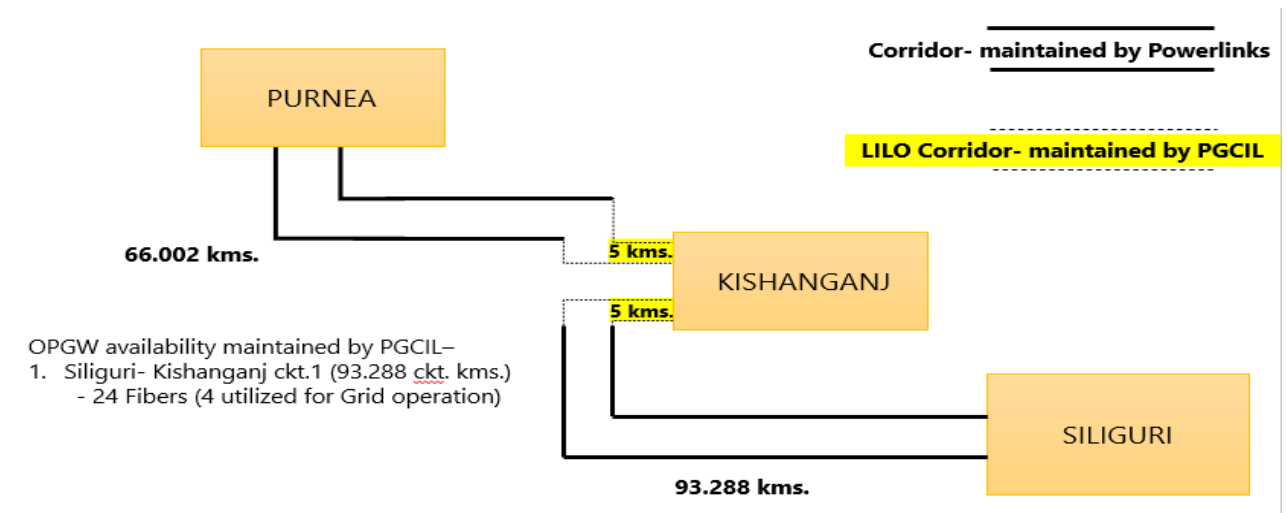 Corridor- maintained by Powerlinks
PURNEA
LILO Corridor- maintained by PGCIL
66.002 kms.
5 kms.
KISHANGANJ
5 kms.
OPGW availability maintained by PGCIL–
1. Siliguri- Kishanganj ckt.1 (93.288 ckt. kms.)
- 24 Fibers (4 utilized for Grid operation)
SILIGURI
93.288 kms.